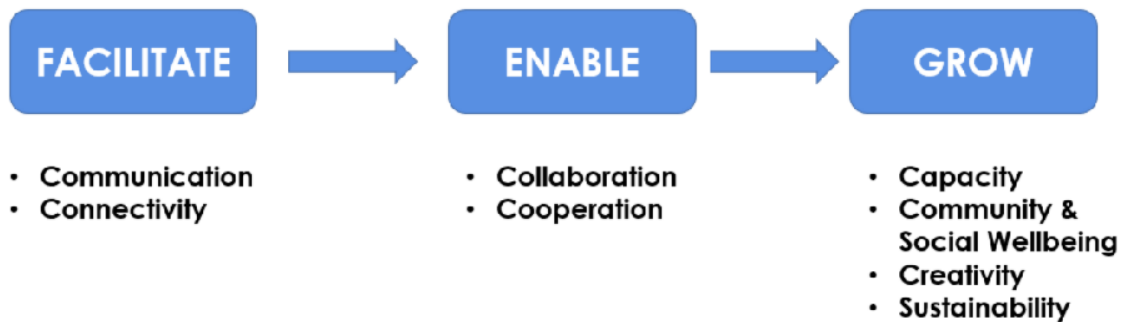 FACILITATE
ENABLE
GROW
• Communication
• Connectivity
• Collaboration
• Cooperation
• Capacity
• Community &
Social Wellbeing
• Creativity
• Sustainability